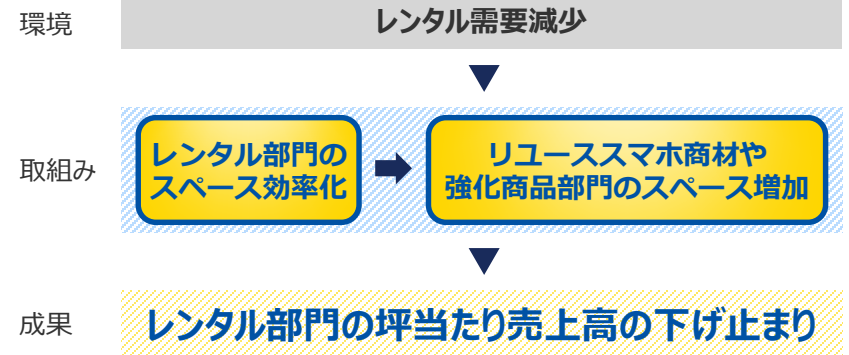 環境
レンタル需要減少
取組み
レンタル部門の
スペース効率化
リユーススマホ商材や
強化商品部門のスペース増加
成果
レンタル部門の坪当たり売上高の下げ止まり